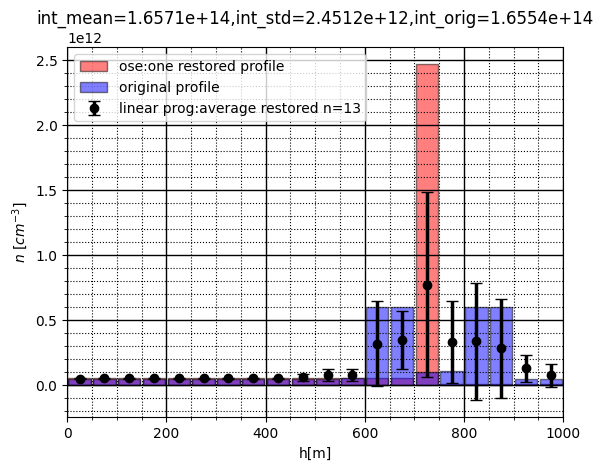 int_mean=1.6571e+14,int_std=2.4512e+12,int_orig=1.6554e+14
1e12
ose:one restored profile
original profile
linear prog:average restored n=13
2.5
2.0
1.5
1.0
0.5
0.0
n [cm⁻³]
0 200 400 600 800 1000
h[m]